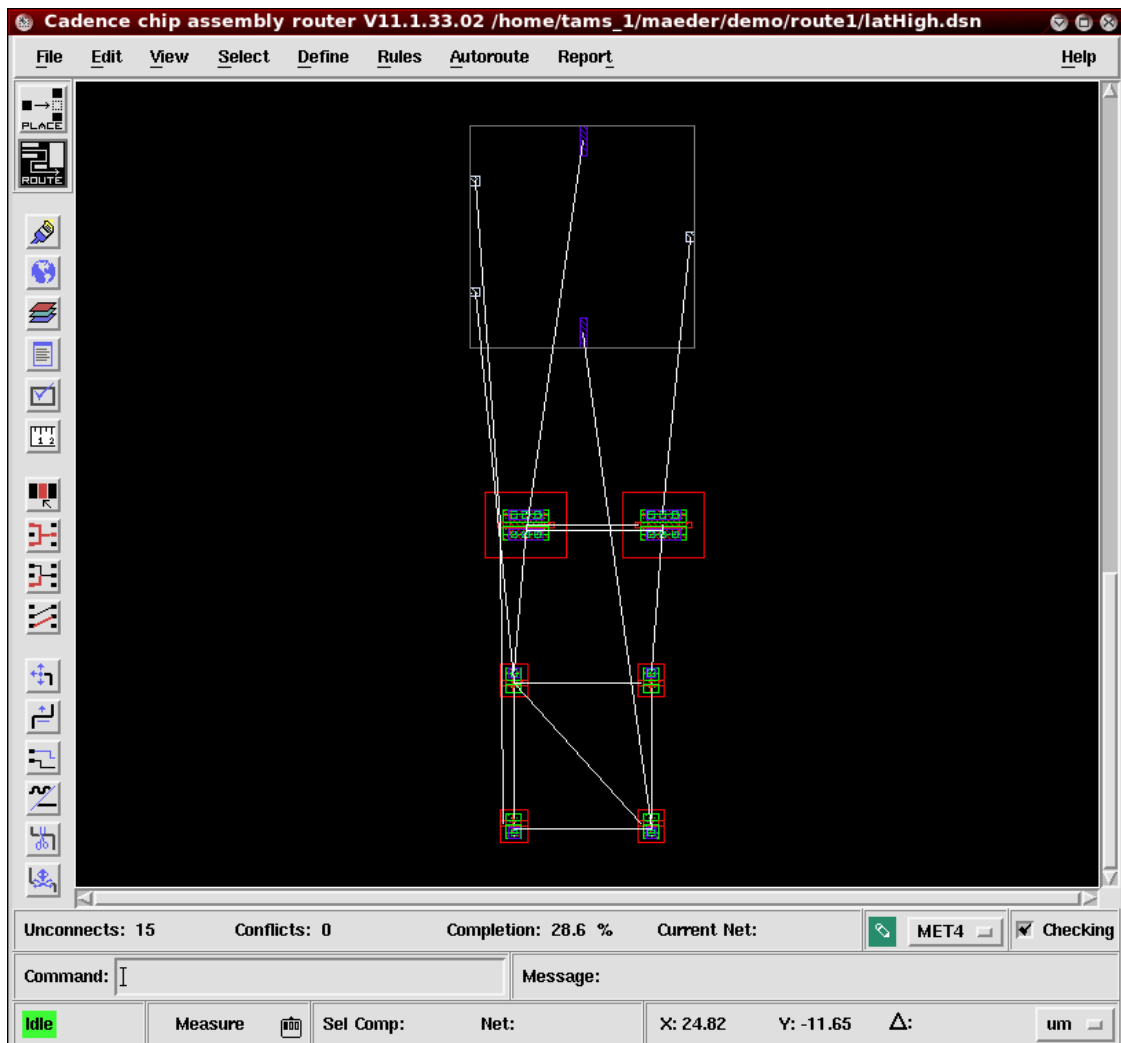 Cadence chip assembly router V11.1.33.02 /home/tams_1/maeder/demo/route1/latHigh.dsn
File Edit View Select Define Rules Autoroute Report Help
PLACE
ROUTE
1 2
Unconnects: 15 Conflicts: 0 Completion: 28.6 % Current Net: MET4 Checking
Command: Message:
Idle Measure Sel Comp: Net: X: 24.82 Y: -11.65 Δ: um